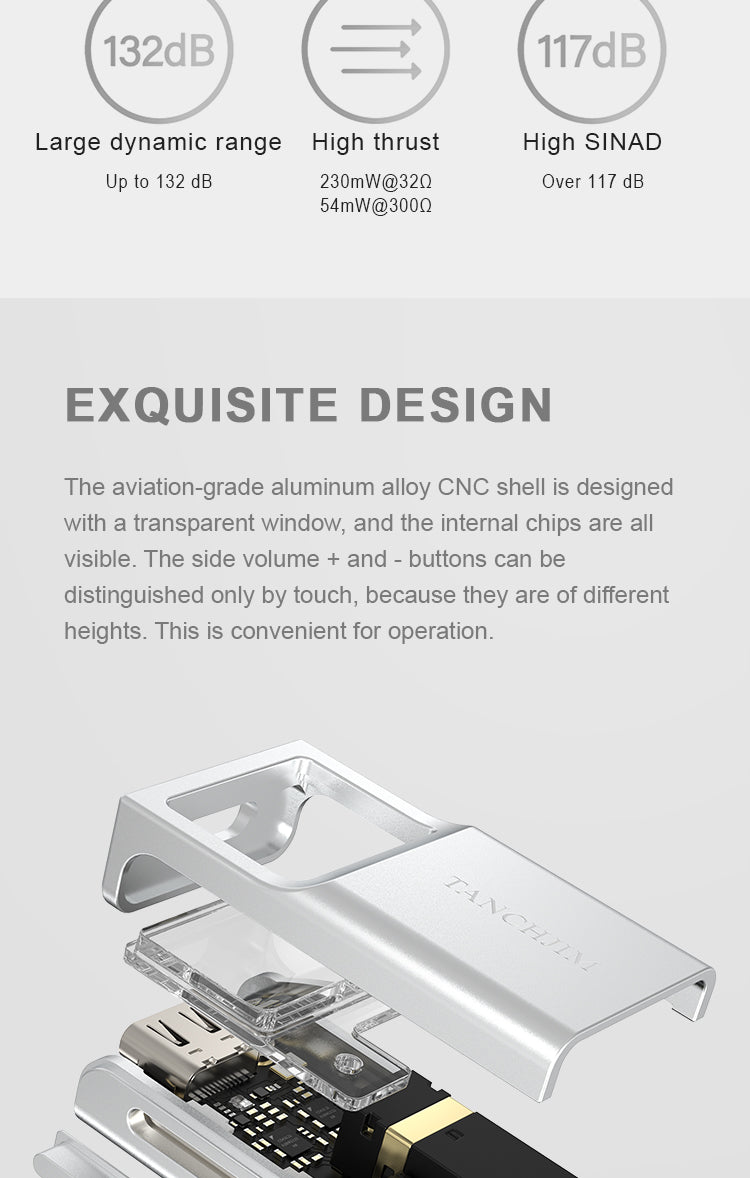 132dB
117dB
Large dynamic range
High thrust
High SINAD
Up to 132 dB
230mW@32Ω
54mW@300Ω
Over 117 dB
EXQUISITE DESIGN
The aviation-grade aluminum alloy CNC shell is designed
with a transparent window, and the internal chips are all
visible. The side volume + and - buttons can be
distinguished only by touch, because they are of different
heights. This is convenient for operation.
TANCHJIM